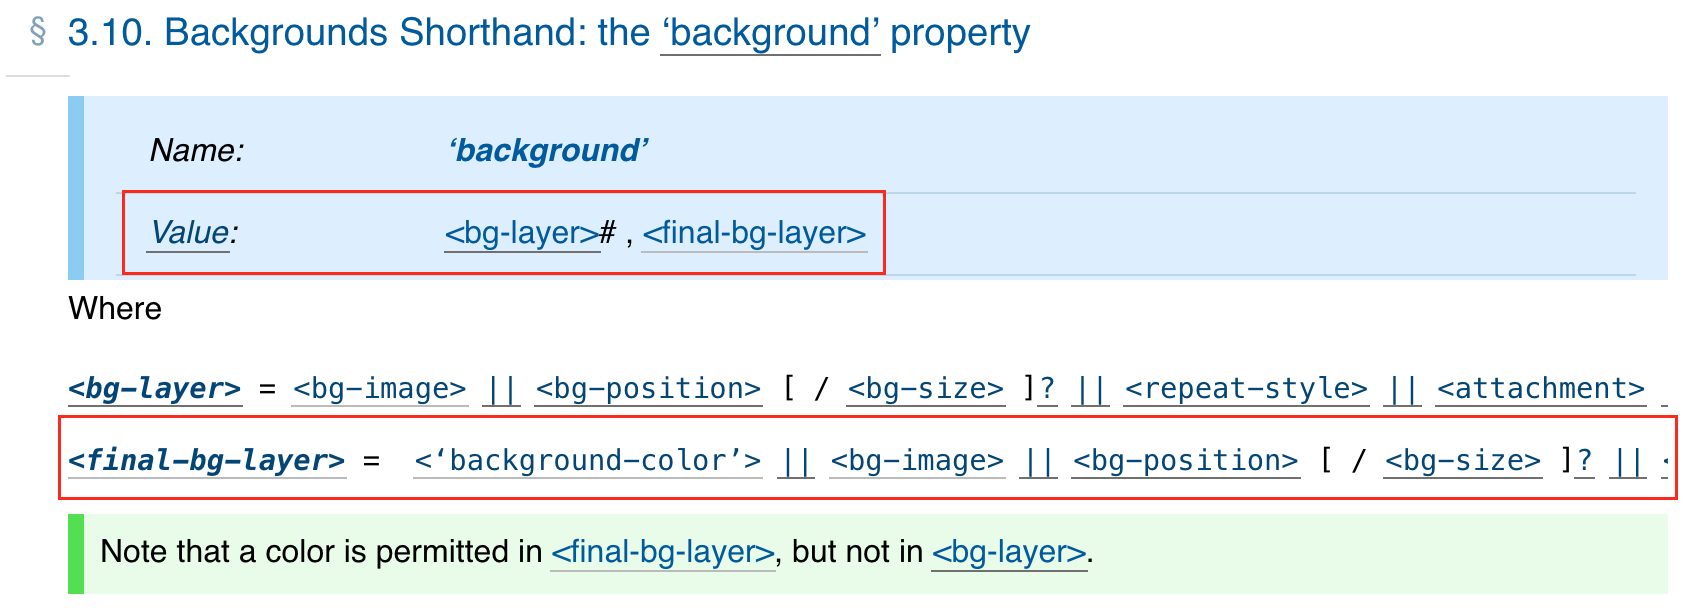 § 3.10. Backgrounds Shorthand: the ‘background’ property
Name: ‘background’
Value: <bg-layer># , <final-bg-layer>
Where
<bg-layer> = <bg-image> || <bg-position> [ / <bg-size> ]? || <repeat-style> || <attachment>
<final-bg-layer> = <‘background-color’> || <bg-image> || <bg-position> [ / <bg-size> ]? || <
Note that a color is permitted in <final-bg-layer>, but not in <bg-layer>.